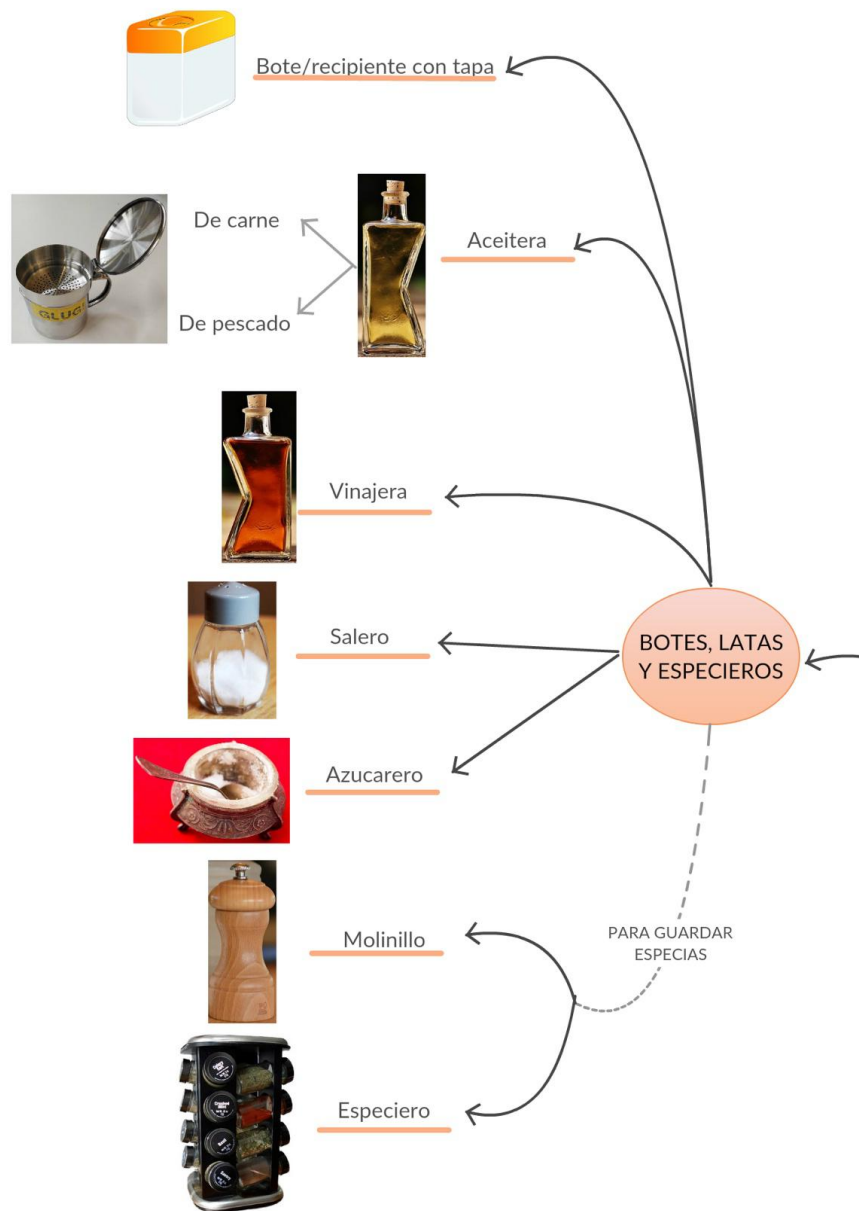 Bote/recipiente con tapa
De carne
Aceitera
De pescado
GLUG
Vinajera
Salero
BOTES, LATAS
Y ESPECIEROS
Azucarero
PARA GUARDAR
ESPECIAS
Molinillo
Especiero